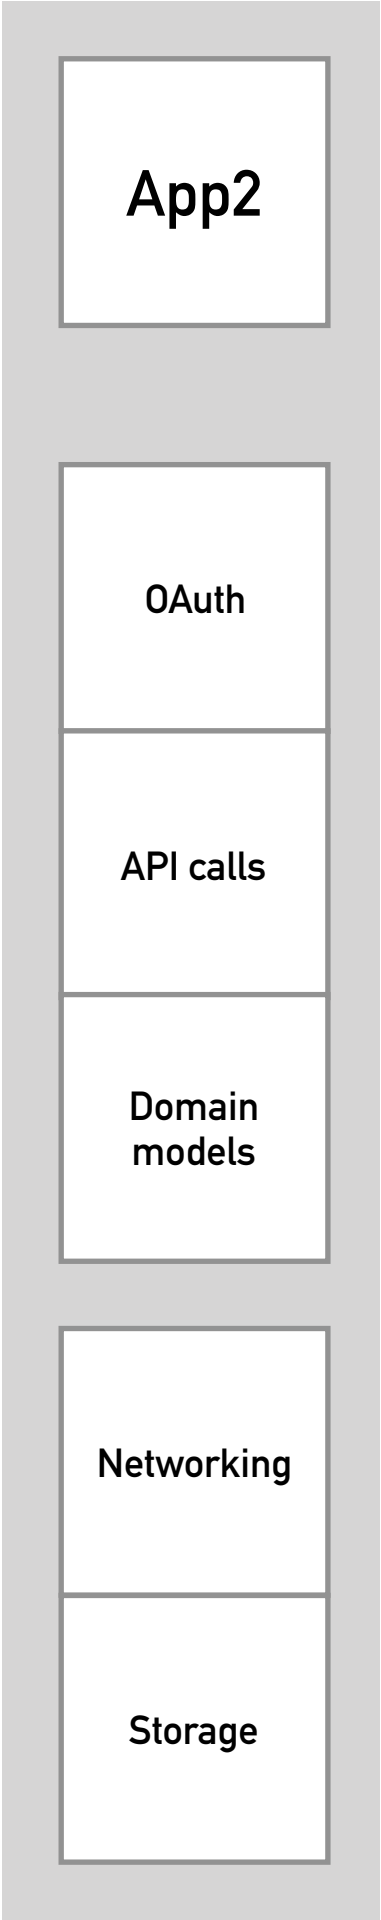 App2
OAuth
API calls
Domain
models
Networking
Storage